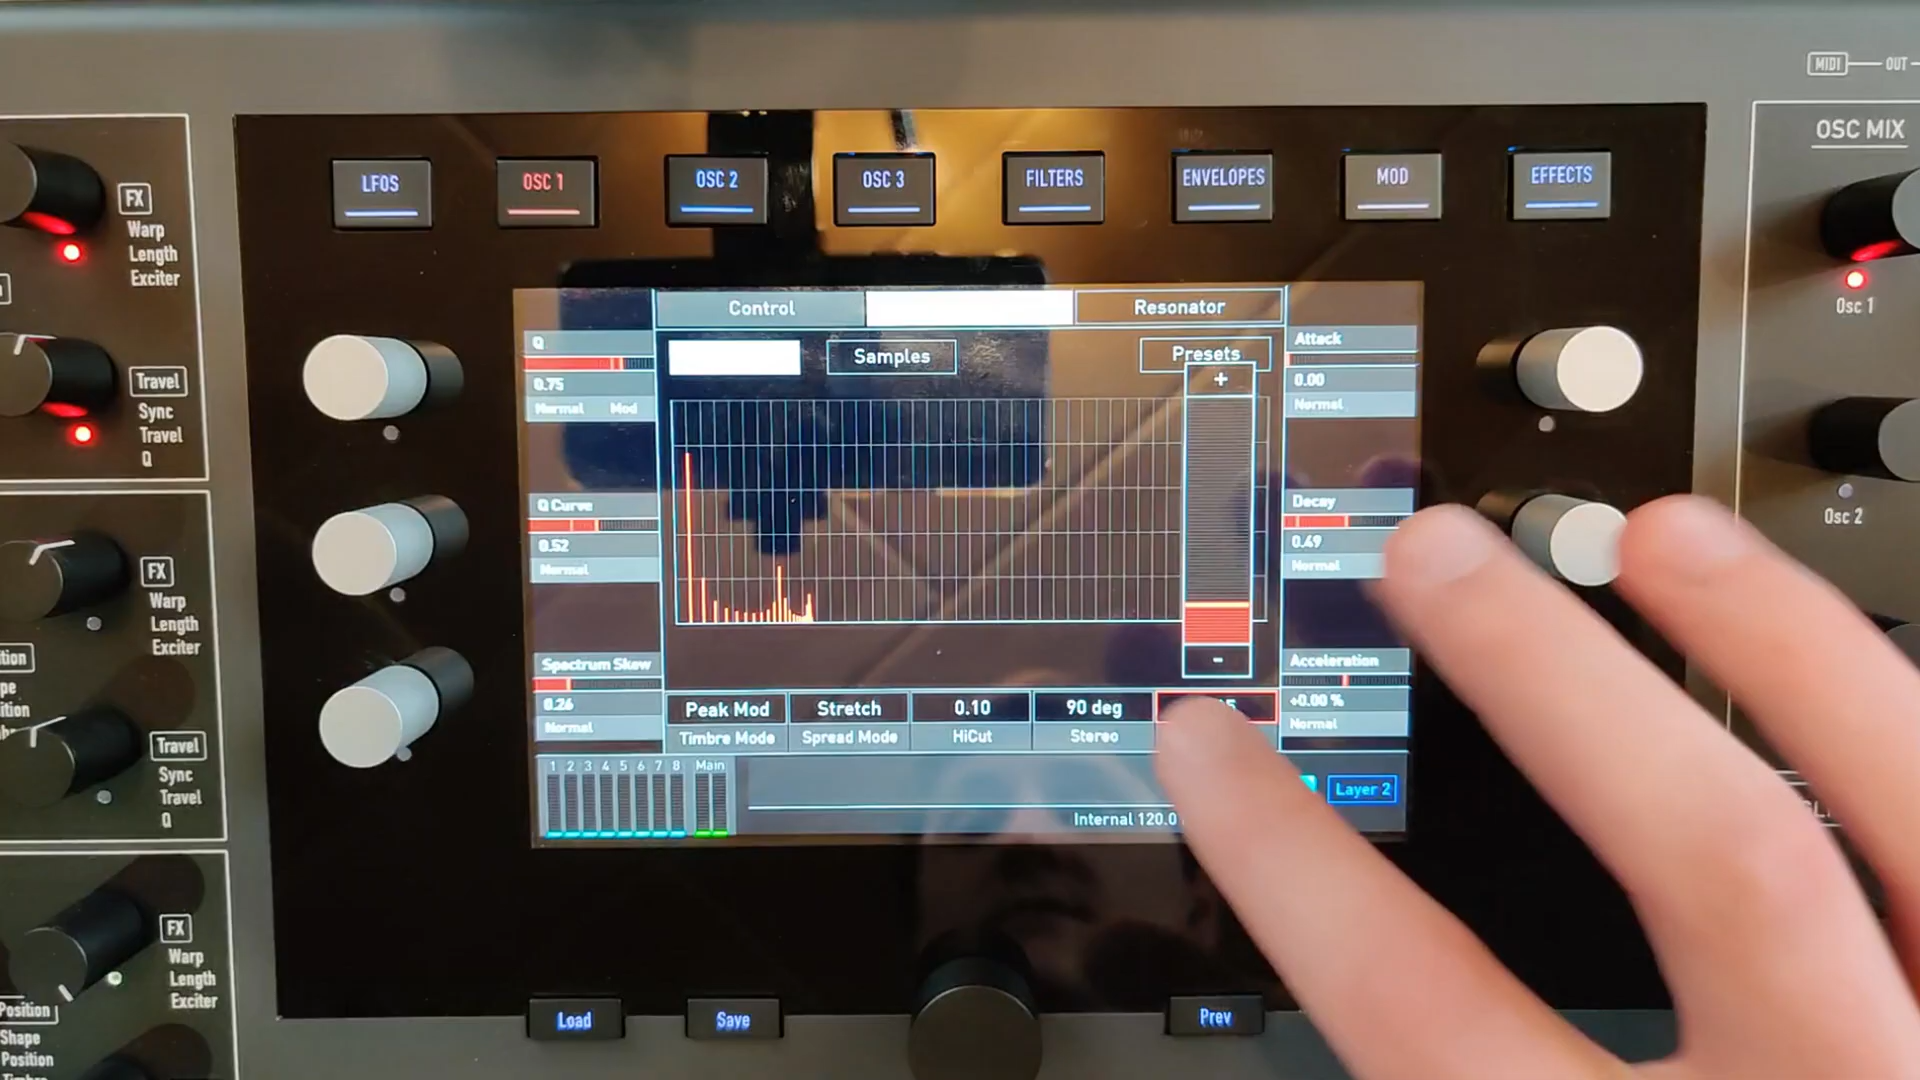 MIDI OUT
OSC MIX
LFOS
OSC 1
OSC 2
OSC 3
FILTERS
ENVELOPES
MOD
EFFECTS
FX
Warp
Length
Exciter
Travel
Sync
Travel
Q
FX
Warp
Length
Exciter
Travel
Sync
Travel
Q
FX
Warp
Length
Exciter
Position
Shape
Position
Timbre
Control
Resonator
Samples
Presets
+
-
Q
0.75
Normal Mod
Q Curve
0.52
Normal
Spectrum Skew
0.26
Normal
Attack
0.00
Normal
Decay
0.49
Normal
Acceleration
+0.00 %
Normal
Peak Mod
Stretch
0.10
90 deg
Timbre Mode
Spread Mode
HiCut
Stereo
1 2 3 4 5 6 7 8 Main
Layer 2
Internal 120.0
Load
Save
Prev
Osc 1
Osc 2